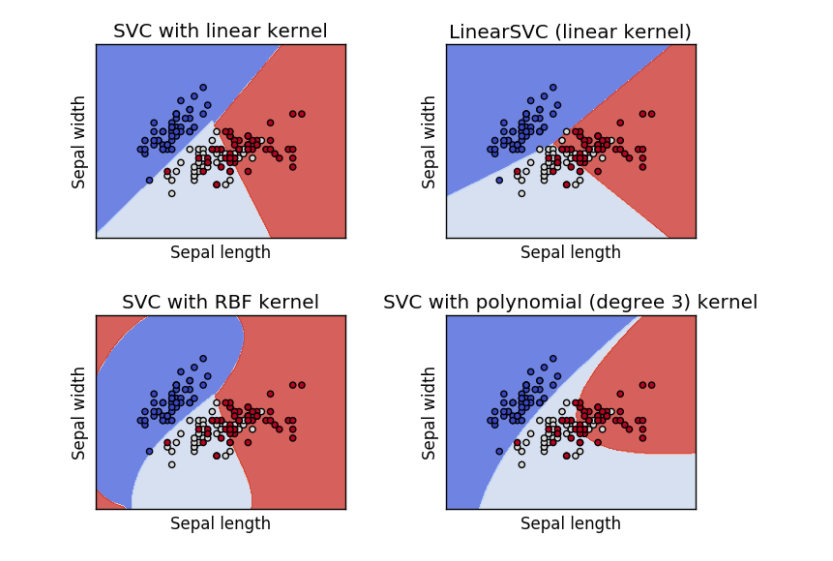 SVC with linear kernel
LinearSVC (linear kernel)
Sepal width
Sepal width
Sepal length
Sepal length
SVC with RBF kernel
SVC with polynomial (degree 3) kernel
Sepal width
Sepal width
Sepal length
Sepal length